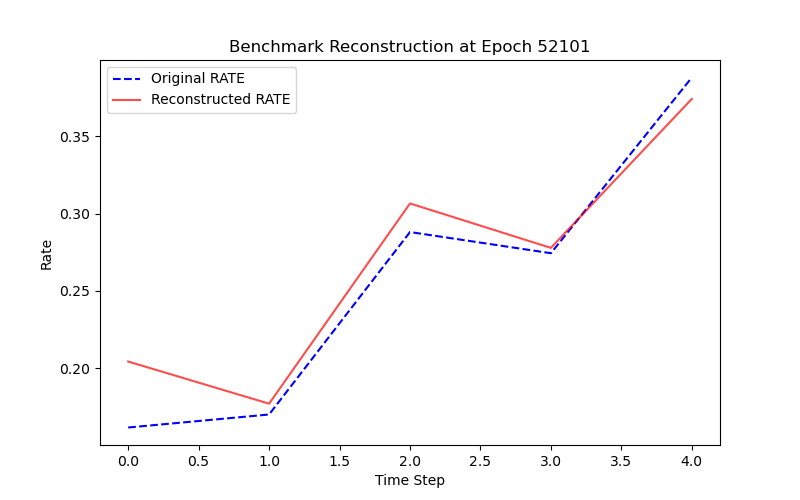 Benchmark Reconstruction at Epoch 52101
Original RATE
Reconstructed RATE
0.35
0.30
0.25
0.20
Rate
0.0 0.5 1.0 1.5 2.0 2.5 3.0 3.5 4.0
Time Step